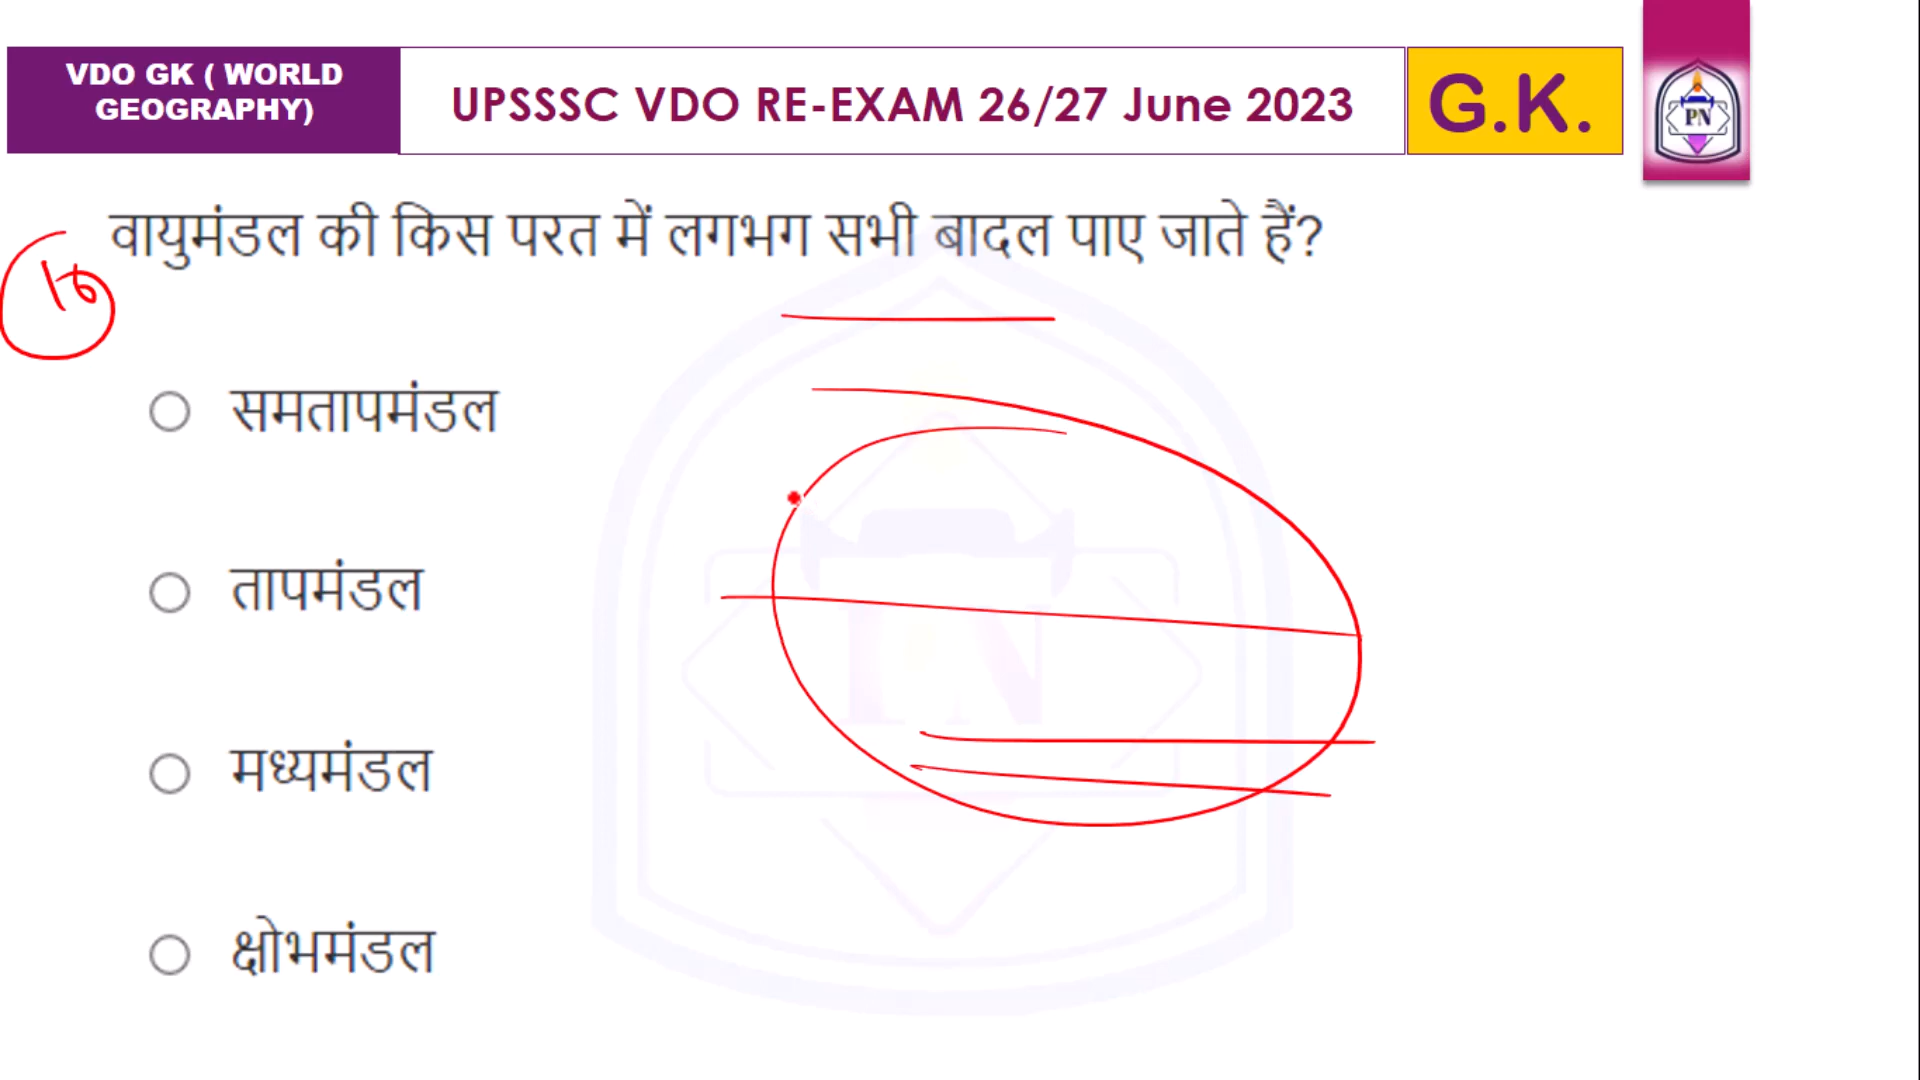 VDO GK ( WORLD
GEOGRAPHY)
UPSSSC VDO RE-EXAM 26/27 June 2023
G.K.
PN
वायुमंडल की किस परत में लगभग सभी बादल पाए जाते हैं?
16
समतापमंडल
तापमंडल
मध्यमंडल
क्षोभमंडल
PN